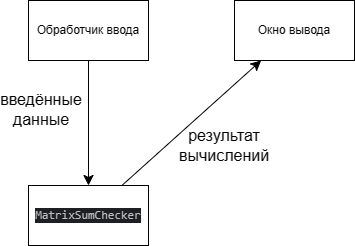 Обработчик ввода
Окно вывода
введённые
данные
результат
вычислений
MatrixSumChecker